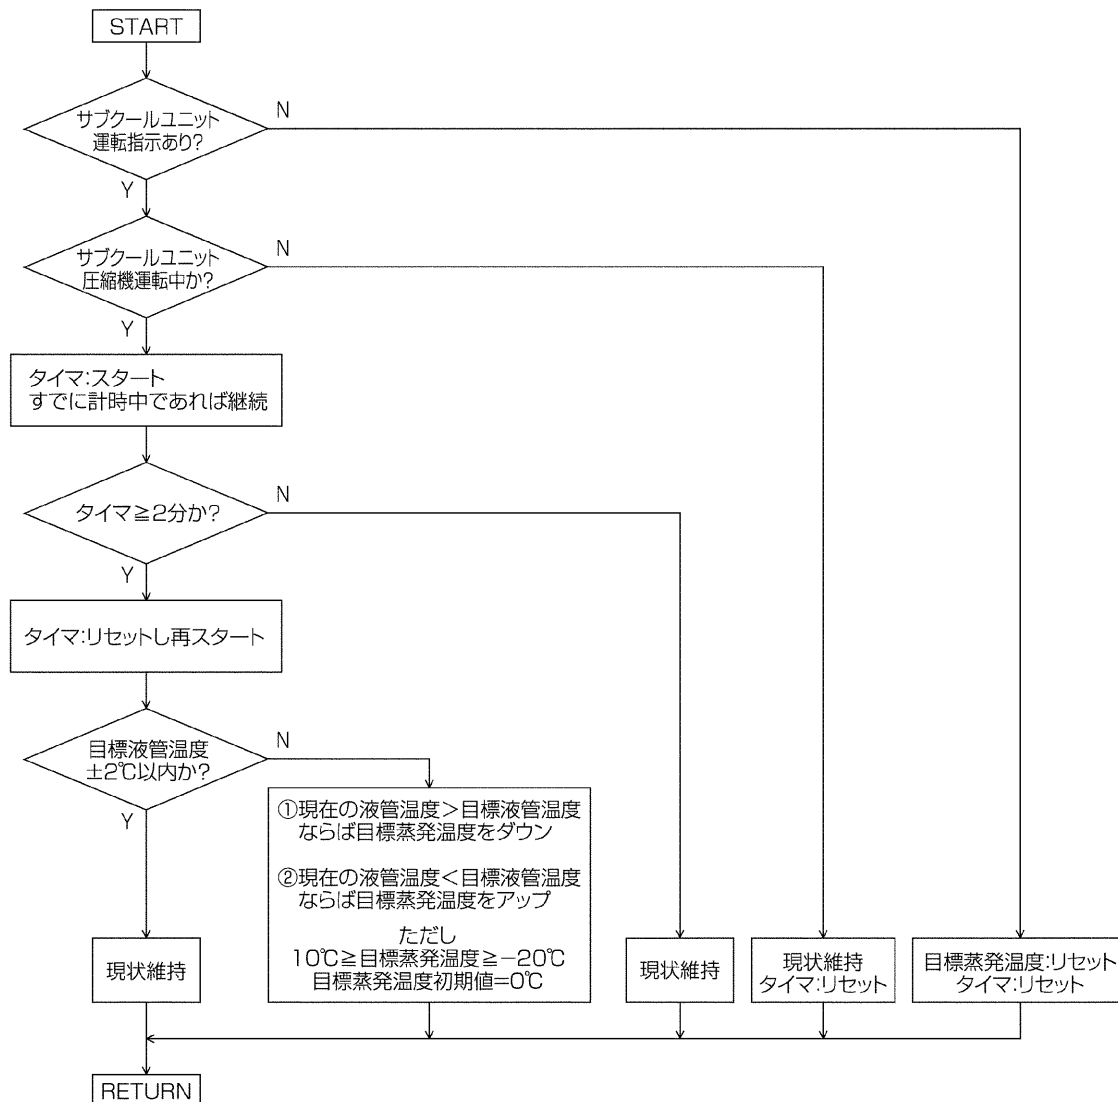 START
サブクールユニット
運転指示あり?
N
Y
サブクールユニット
圧縮機運転中か?
N
Y
タイマ:スタート
すでに計時中であれば継続
タイマ≧2分か?
N
Y
タイマ:リセットし再スタート
目標液管温度
±2℃以内か?
N
Y
①現在の液管温度>目標液管温度
ならば目標蒸発温度をダウン
②現在の液管温度<目標液管温度
ならば目標蒸発温度をアップ
ただし
10℃≧目標蒸発温度≧−20℃
目標蒸発温度初期値=0℃
現状維持
現状維持
現状維持
タイマ:リセット
目標蒸発温度:リセット
タイマ:リセット
RETURN